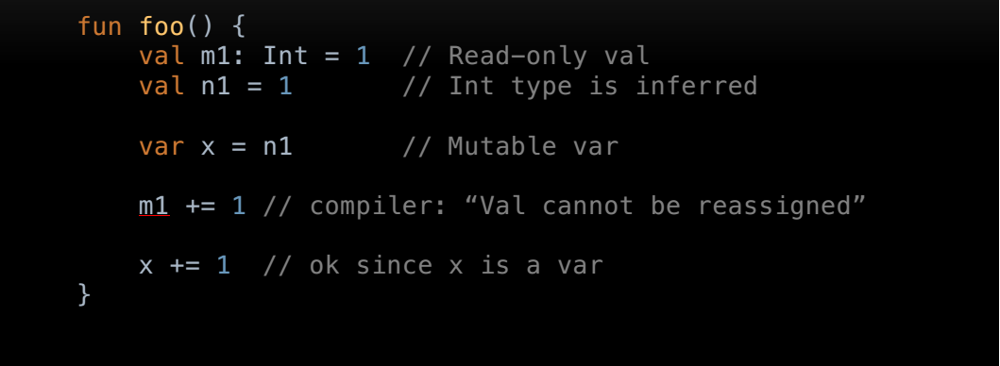 fun foo() {
    val m1: Int = 1  // Read-only val
    val n1 = 1       // Int type is inferred
    var x = n1       // Mutable var
    m1 += 1 // compiler: “Val cannot be reassigned”
    x += 1  // ok since x is a var
}